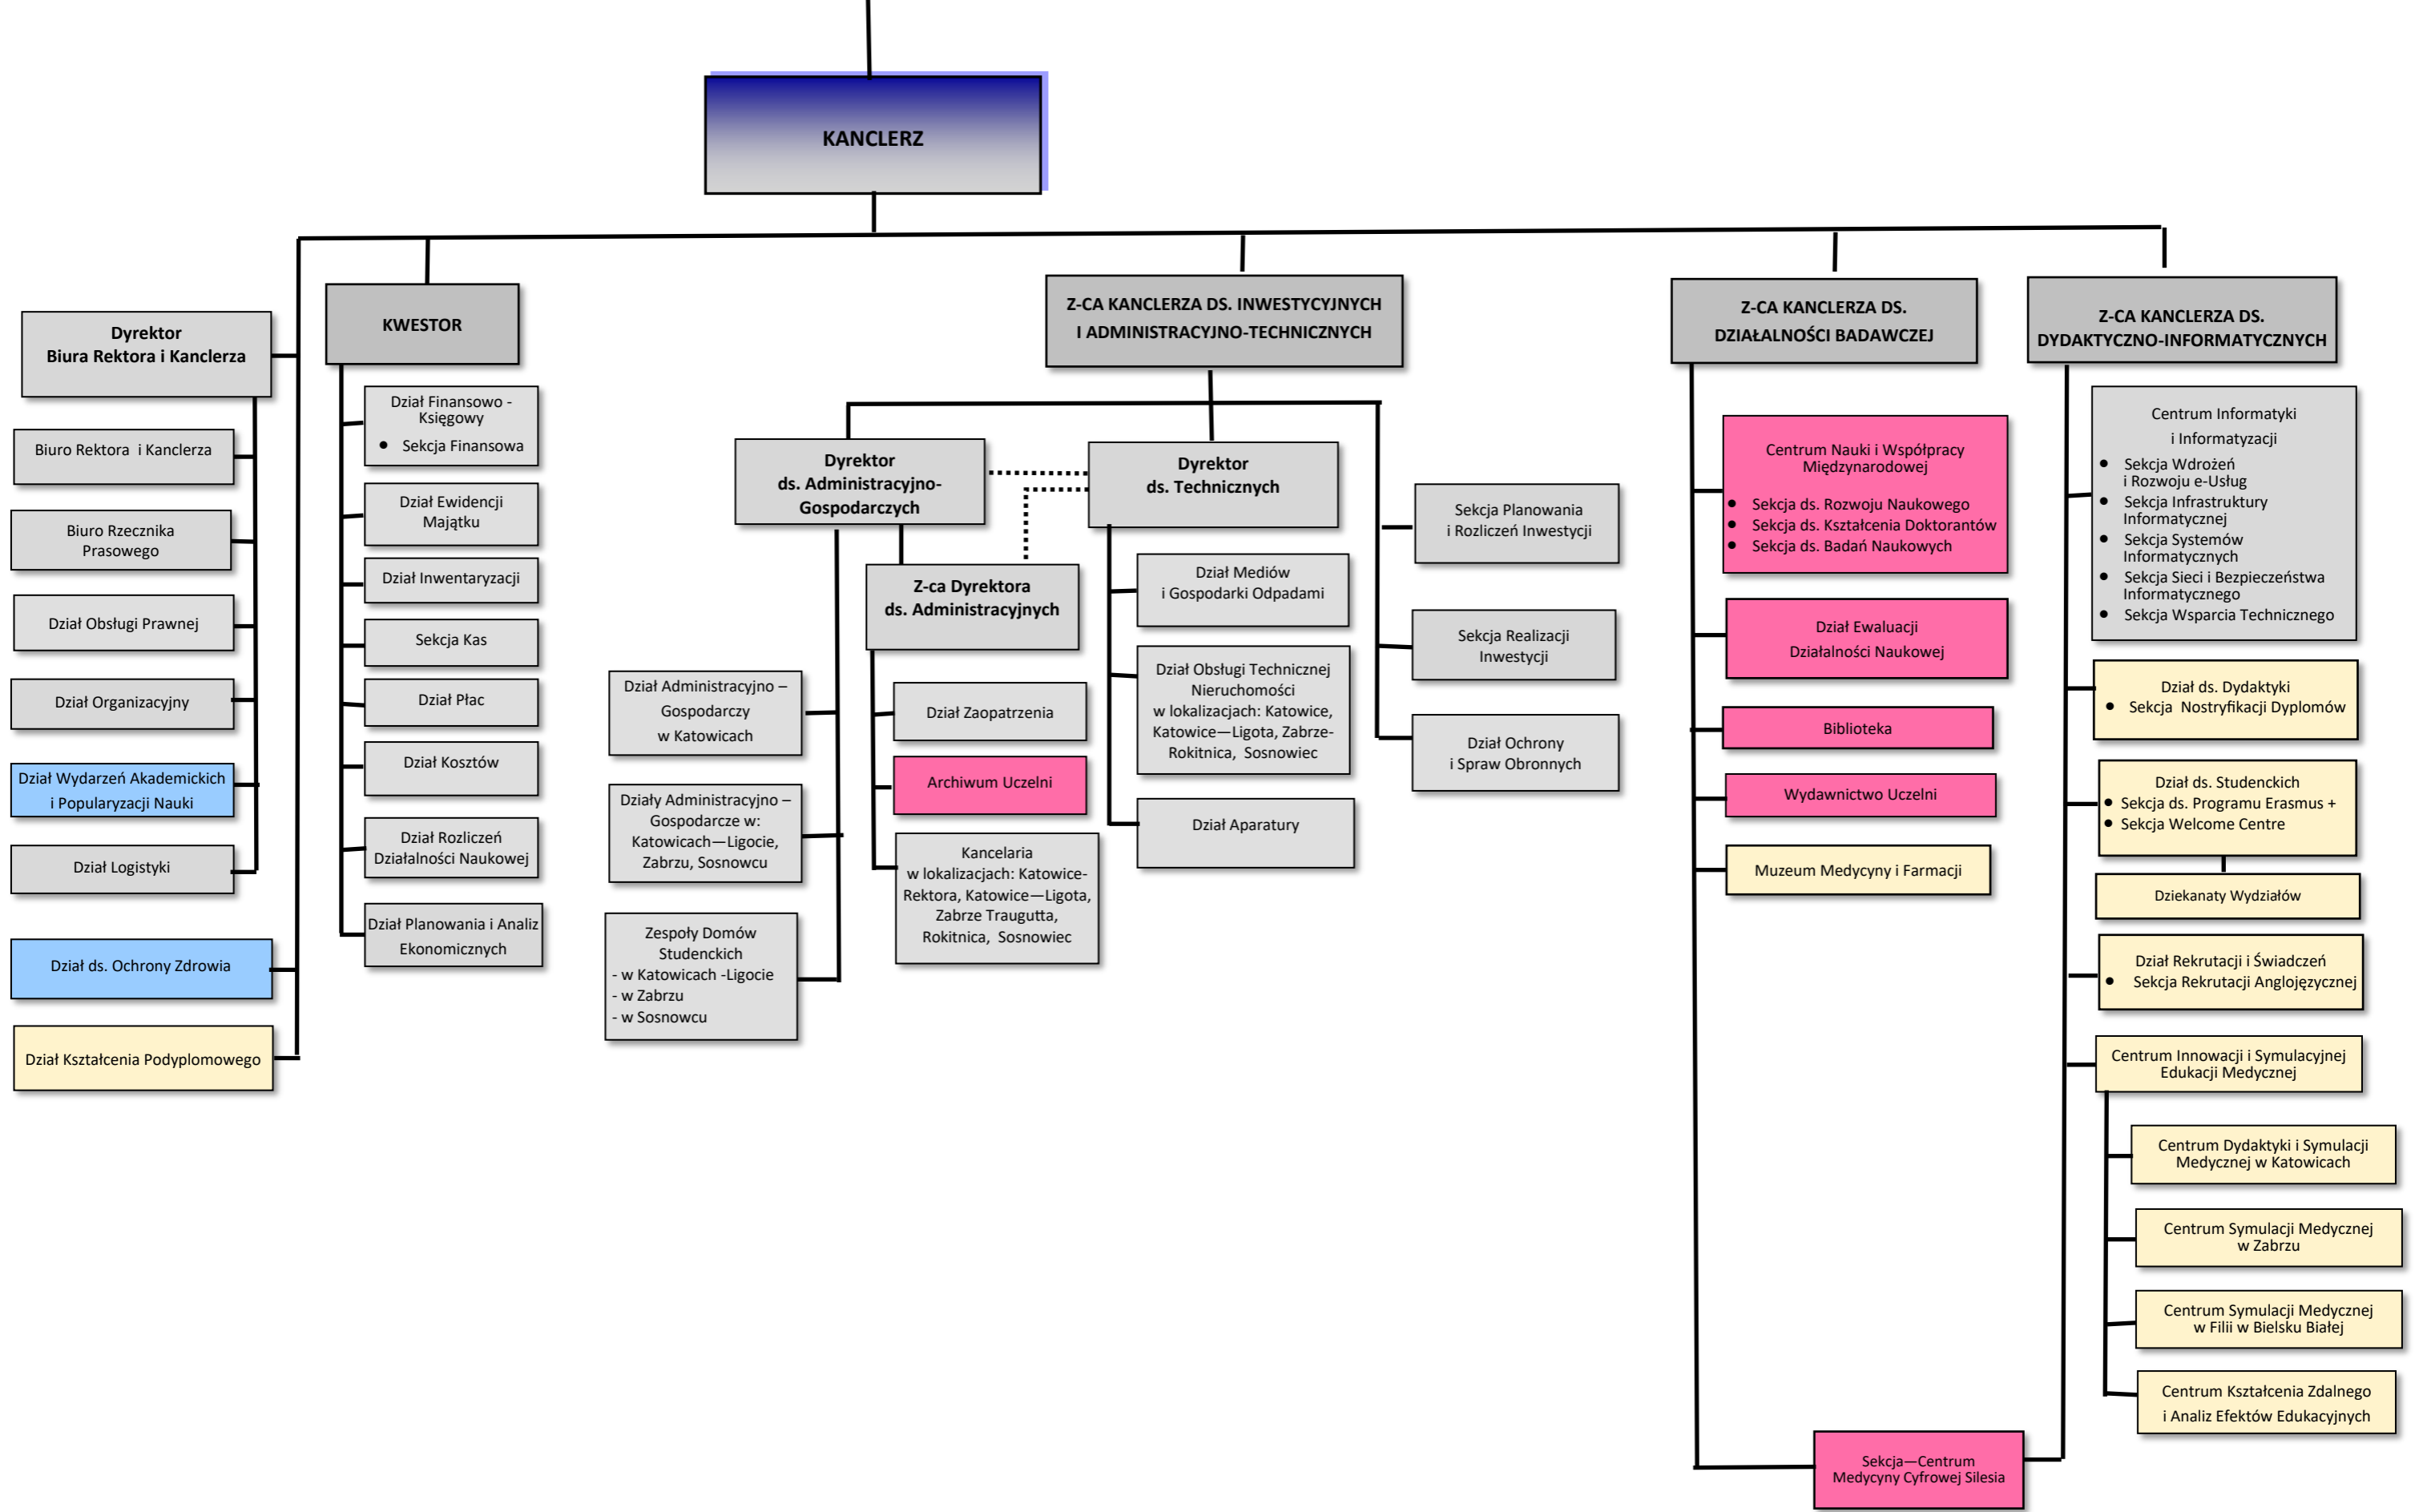 KANCLERZ
Dyrektor
Biura Rektora i Kanclerza
Biuro Rektora i Kanclerza
Biuro Rzecznika
Prasowego
Dział Obsługi Prawnej
Dział Organizacyjny
Dział Wydarzeń Akademickich
i Popularyzacji Nauki
Dział Logistyki
Dział ds. Ochrony Zdrowia
Dział Kształcenia Podyplomowego
KWESTOR
Dział Finansowo -
Księgowy
• Sekcja Finansowa
Dział Ewidencji
Majątku
Dział Inwentaryzacji
Sekcja Kas
Dział Płac
Dział Kosztów
Dział Rozliczeń
Działalności Naukowej
Dział Planowania i Analiz
Ekonomicznych
Z-CA KANCLERZA DS. INWESTYCYJNYCH
I ADMINISTRACYJNO-TECHNICZNYCH
Dyrektor
ds. Administracyjno-
Gospodarczych
Dział Administracyjno –
Gospodarczy
w Katowicach
Działy Administracyjno –
Gospodarcze w:
Katowicach—Ligocie,
Zabrzu, Sosnowcu
Zespoły Domów
Studenckich
- w Katowicach -Ligocie
- w Zabrzu
- w Sosnowcu
Z-ca Dyrektora
ds. Administracyjnych
Dział Zaopatrzenia
Archiwum Uczelni
Kancelaria
w lokalizacjach: Katowice-
Rektora, Katowice—Ligota,
Zabrze Traugutta,
Rokitnica, Sosnowiec
Dyrektor
ds. Technicznych
Dział Mediów
i Gospodarki Odpadami
Dział Obsługi Technicznej
Nieruchomości
w lokalizacjach: Katowice,
Katowice—Ligota, Zabrze-
Rokitnica, Sosnowiec
Dział Aparatury
Sekcja Planowania
i Rozliczeń Inwestycji
Sekcja Realizacji
Inwestycji
Dział Ochrony
i Spraw Obronnych
Z-CA KANCLERZA DS.
DZIAŁALNOŚCI BADAWCZEJ
Centrum Nauki i Współpracy
Międzynarodowej
• Sekcja ds. Rozwoju Naukowego
• Sekcja ds. Kształcenia Doktorantów
• Sekcja ds. Badań Naukowych
Dział Ewaluacji
Działalności Naukowej
Biblioteka
Wydawnictwo Uczelni
Muzeum Medycyny i Farmacji
Z-CA KANCLERZA DS.
DYDAKTYCZNO-INFORMATYCZNYCH
Centrum Informatyki
i Informatyzacji
• Sekcja Wdrożeń
i Rozwoju e-Usług
• Sekcja Infrastruktury
Informatycznej
• Sekcja Systemów
Informatycznych
• Sekcja Sieci i Bezpieczeństwa
Informatycznego
• Sekcja Wsparcia Technicznego
Dział ds. Dydaktyki
• Sekcja Nostryfikacji Dyplomów
Dział ds. Studenckich
• Sekcja ds. Programu Erasmus +
• Sekcja Welcome Centre
Dziekanaty Wydziałów
Dział Rekrutacji i Świadczeń
• Sekcja Rekrutacji Anglojęzycznej
Centrum Innowacji i Symulacyjnej
Edukacji Medycznej
Centrum Dydaktyki i Symulacji
Medycznej w Katowicach
Centrum Symulacji Medycznej
w Zabrzu
Centrum Symulacji Medycznej
w Filii w Bielsku Białej
Centrum Kształcenia Zdalnego
i Analiz Efektów Edukacyjnych
Sekcja—Centrum
Medycyny Cyfrowej Silesia